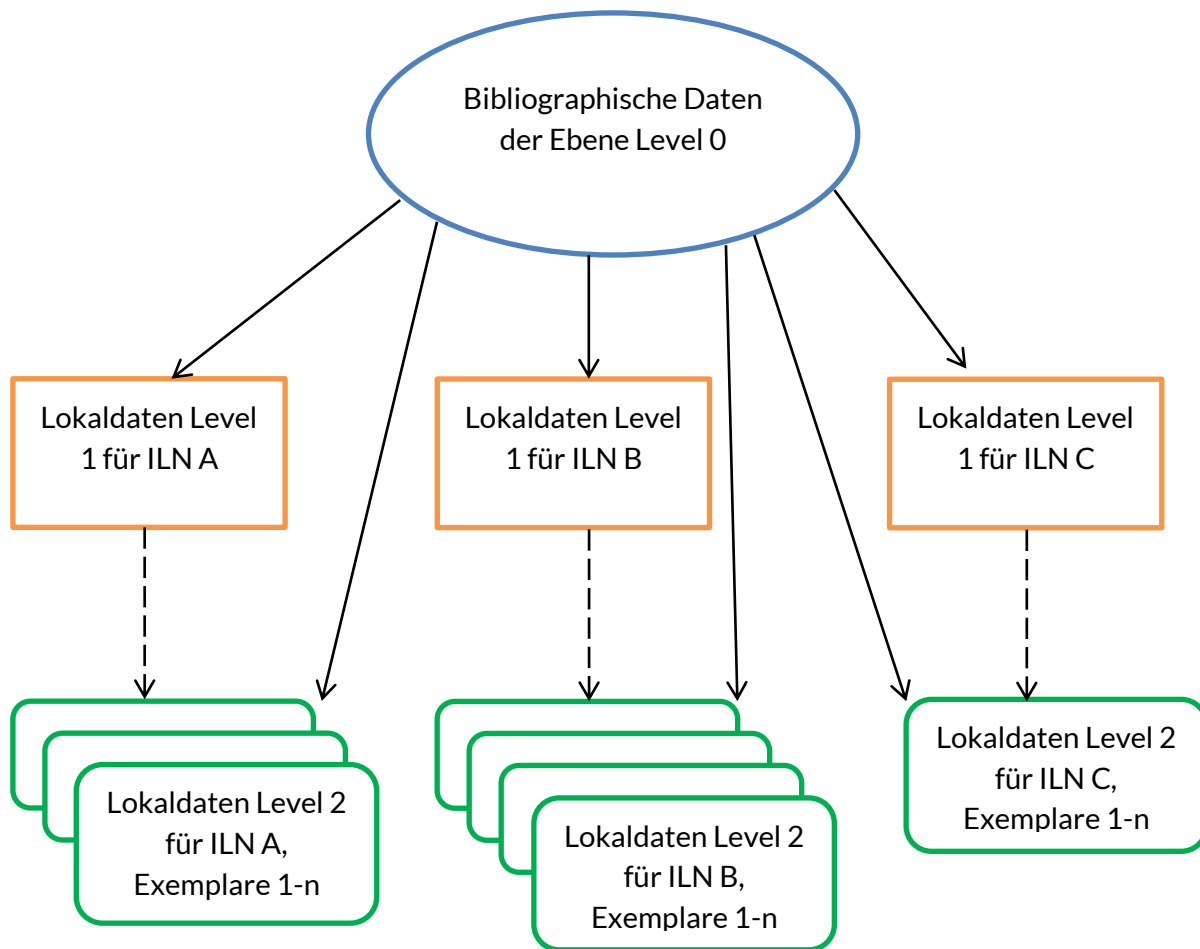 Bibliographische Daten
der Ebene Level 0
Lokaldaten Level
1 für ILN A
Lokaldaten Level
1 für ILN B
Lokaldaten Level
1 für ILN C
Lokaldaten Level 2
für ILN A,
Exemplare 1-n
Lokaldaten Level 2
für ILN B,
Exemplare 1-n
Lokaldaten Level 2
für ILN C,
Exemplare 1-n